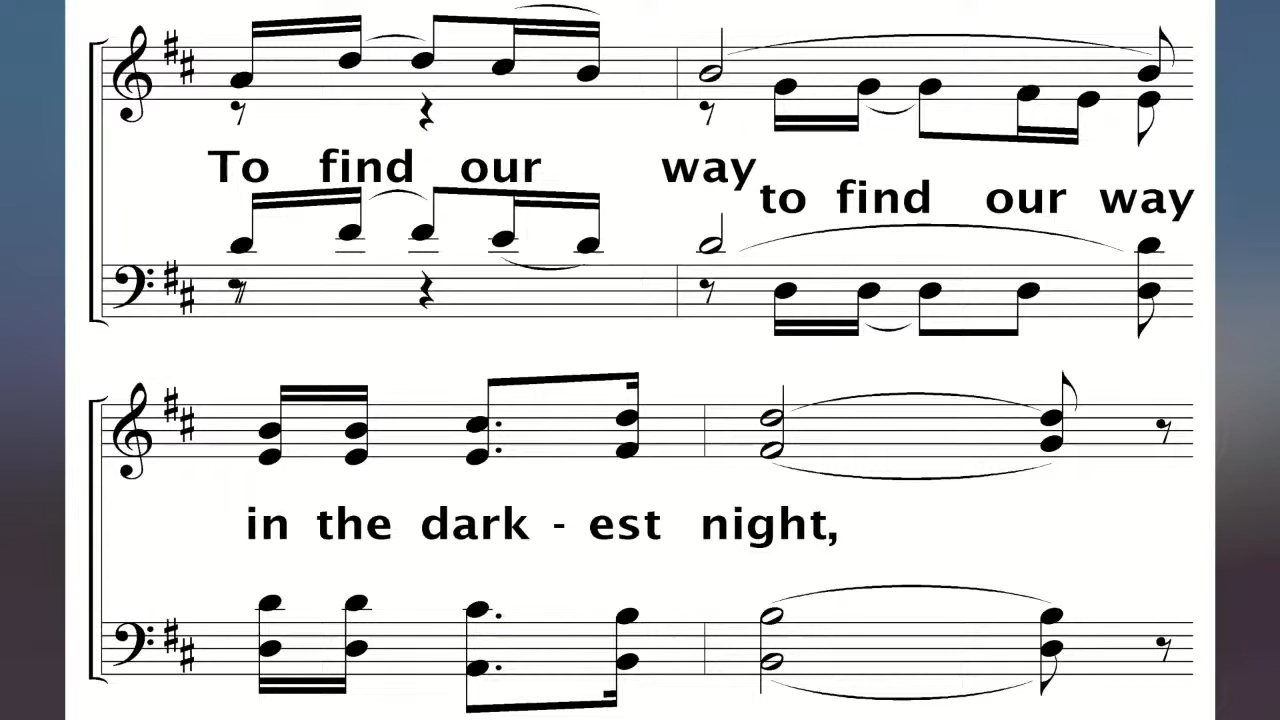 To find our way
to find our way
in the dark - est night,